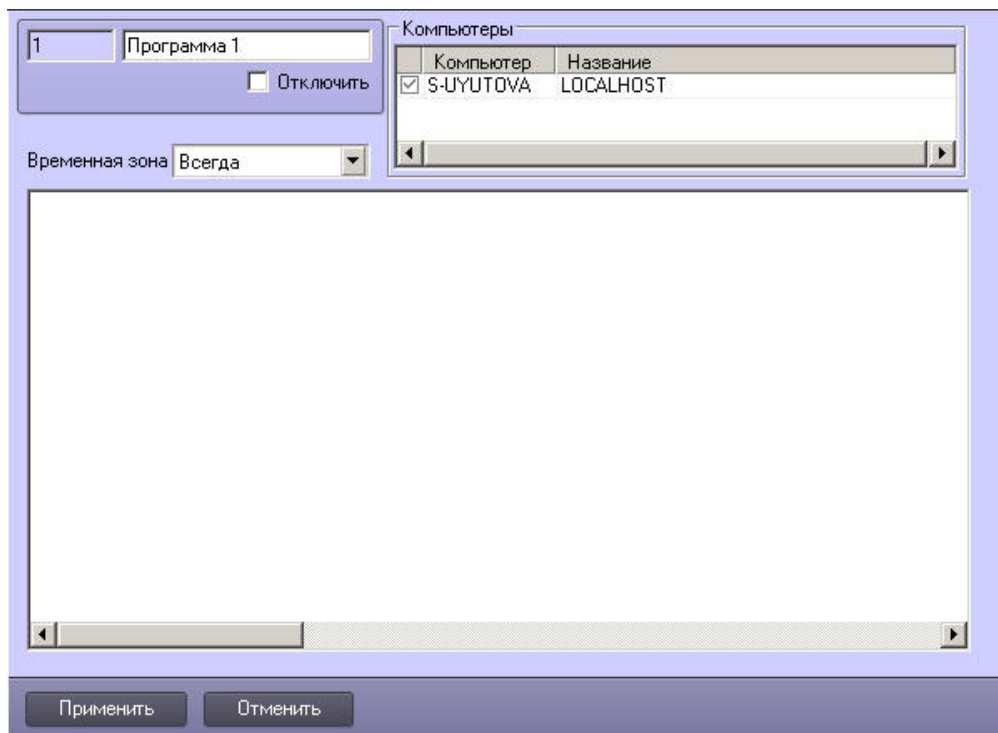 1
Программа 1
Отключить
Компьютеры
Компьютер Название
S-UYUTOVA LOCALHOST
Временная зона Всегда
Применить Отменить